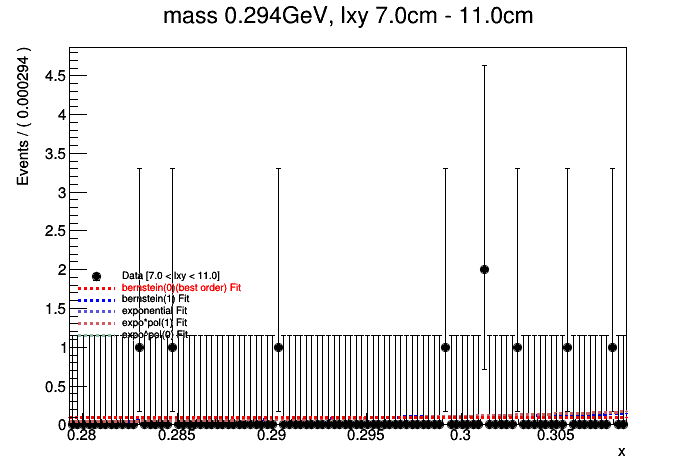 mass 0.294GeV, lxy 7.0cm - 11.0cm
Events / ( 0.000294 )
4.5
4
3.5
3
2.5
2
1.5
1
0.5
0
Data [7.0 < lxy < 11.0]
bernstein(0)(best order) Fit
bernstein(1) Fit
exponential Fit
expo*pol(1) Fit
expo*pol(0) Fit
0.28 0.285 0.29 0.295 0.3 0.305
x